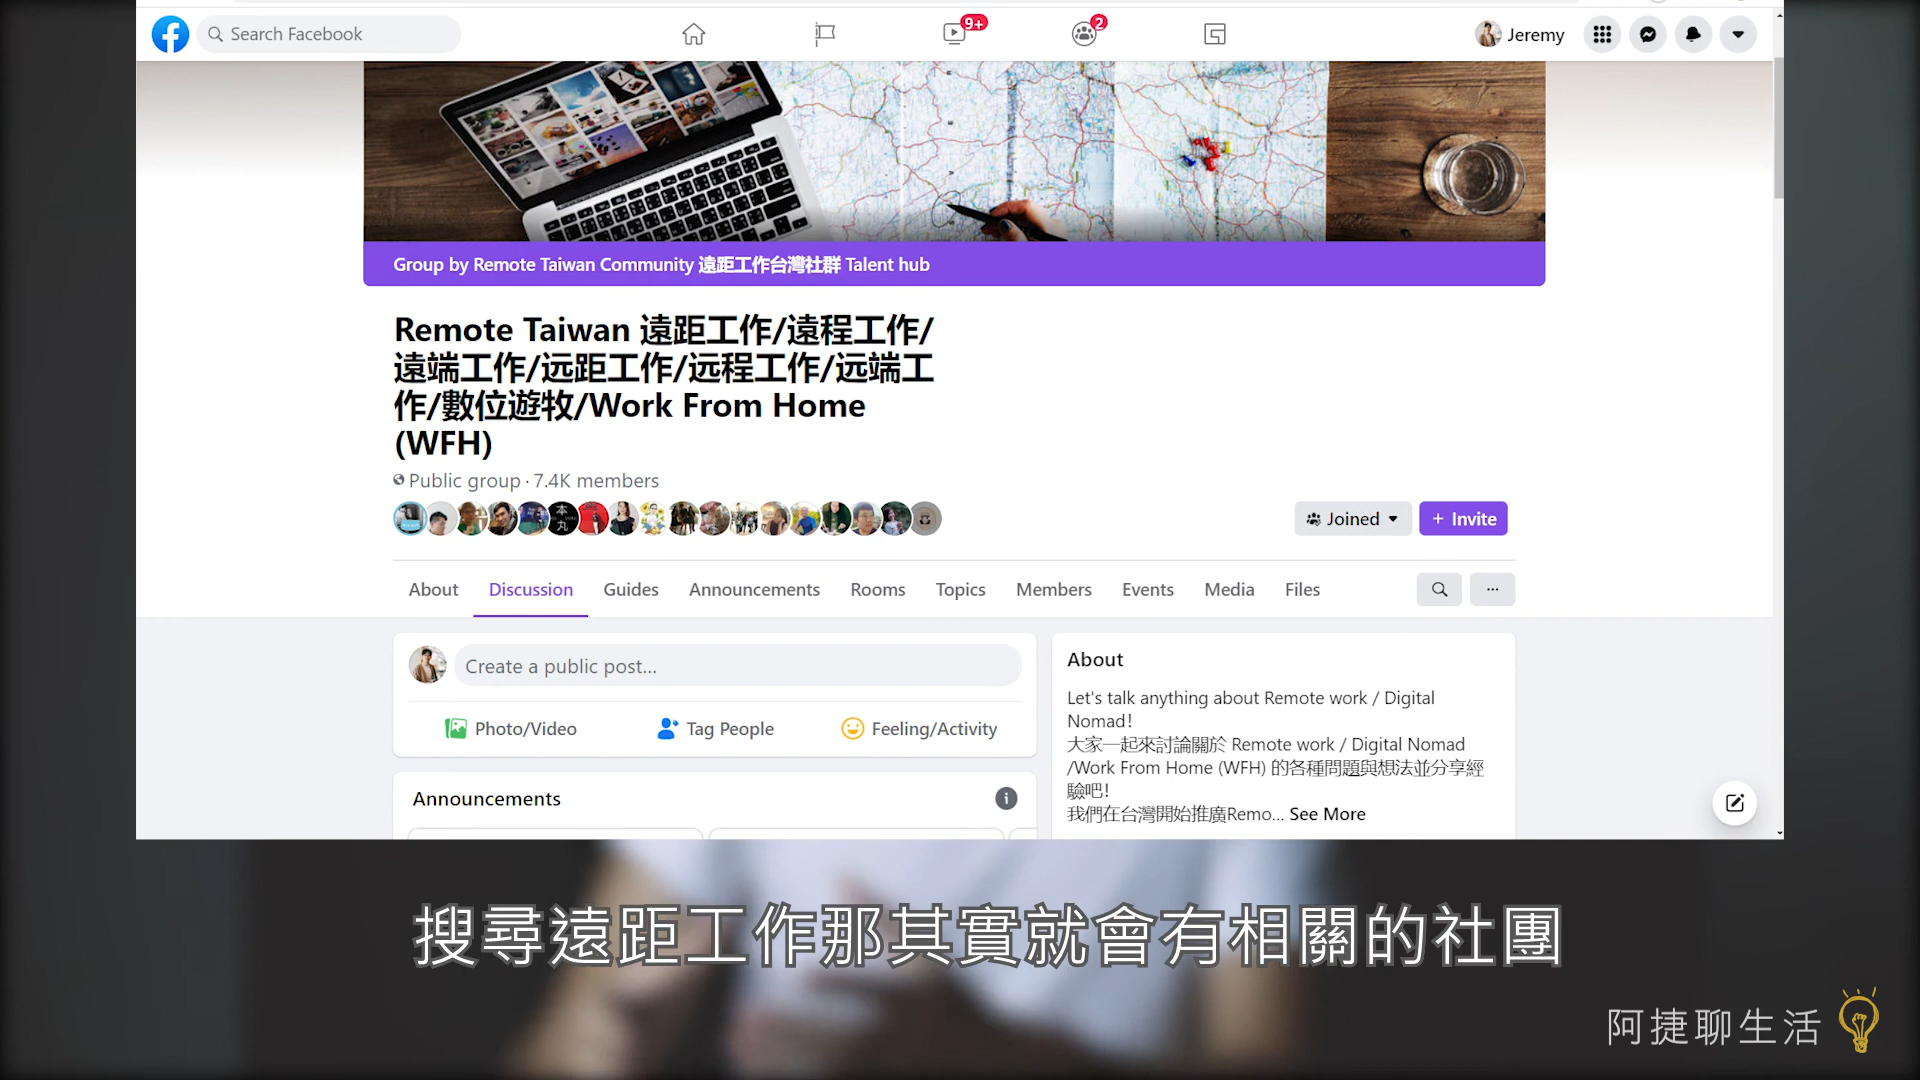 Search Facebook
9+
2
Jeremy
Group by Remote Taiwan Community 遠距工作台灣社群 Talent hub
Remote Taiwan 遠距工作/遠程工作/
遠端工作/远距工作/远程工作/远端工
作/數位遊牧/Work From Home
(WFH)
Public group · 7.4K members
本丸
Joined
+ Invite
About
Discussion
Guides
Announcements
Rooms
Topics
Members
Events
Media
Files
Create a public post...
Photo/Video
Tag People
Feeling/Activity
Announcements
About
Let's talk anything about Remote work / Digital
Nomad!
大家一起來討論關於 Remote work / Digital Nomad
/Work From Home (WFH) 的各種問題與想法並分享經
驗吧!
我們在台灣開始推廣Remo... See More
搜尋遠距工作那其實就會有相關的社團
阿捷聊生活